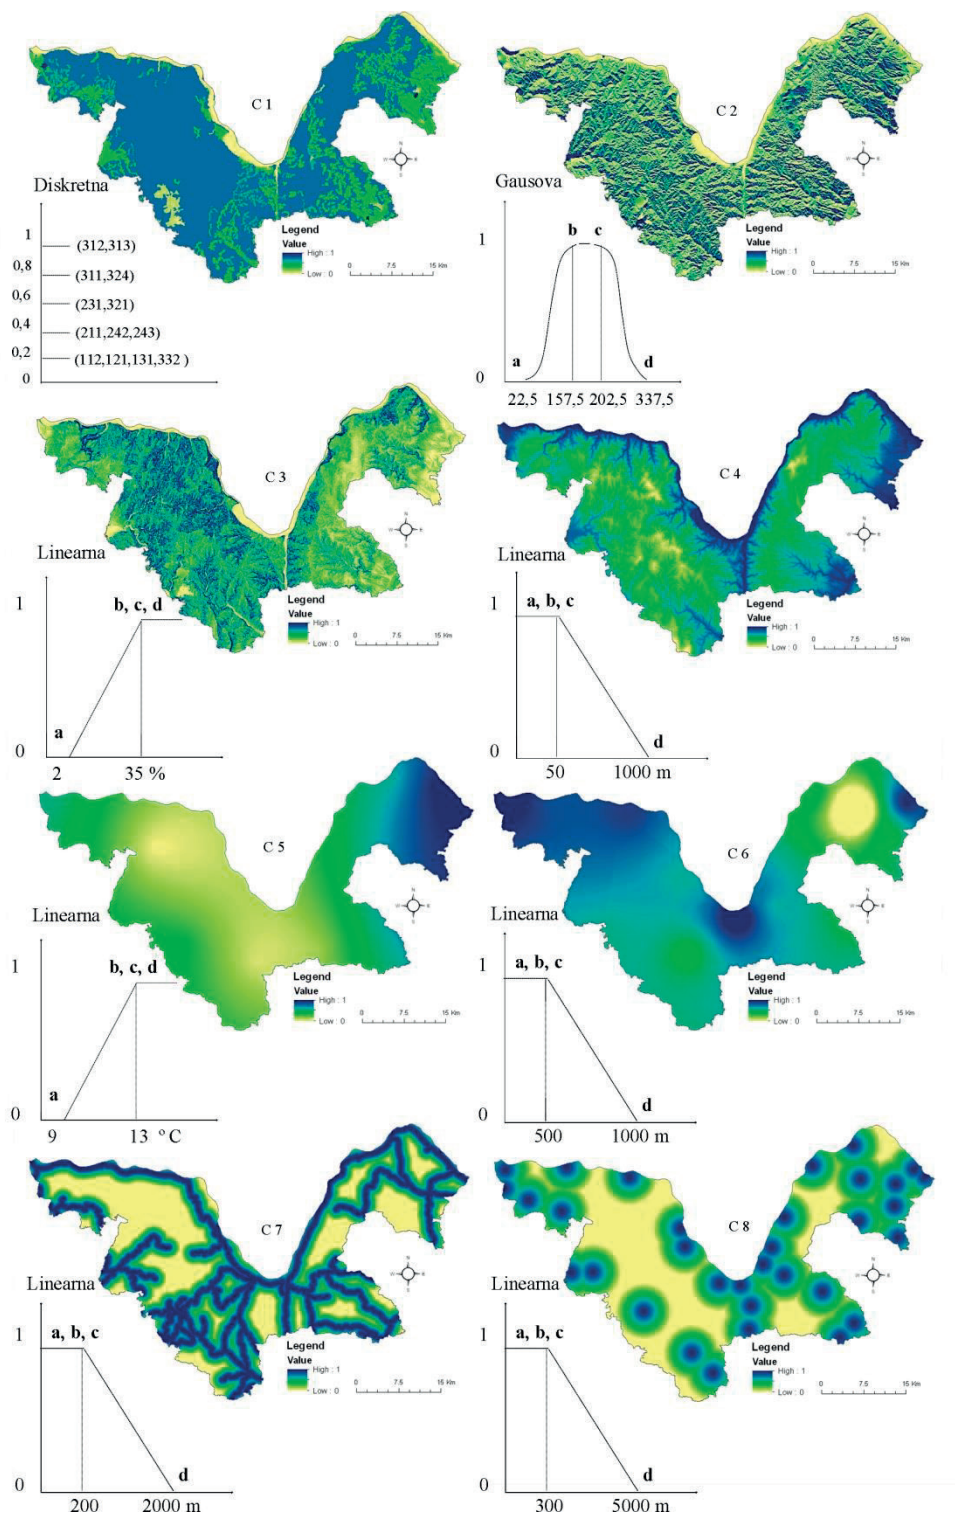 C 1
Diskretna
1
(312,313)
0,8
(311,324)
0,6
(231,321)
0,4
(211,242,243)
0,2
(112,121,131,332 )
0
Legend
Value
High : 1
Low : 0
0 7.5 15 Km
N
W E
S
C 2
Gausova
1
b c
a d
0
22,5 157,5 202,5 337,5
Legend
Value
High : 1
Low : 0
0 7.5 15 Km
N
W E
S
C 3
Linearna
1
b, c, d
a
0
2 35 %
Legend
Value
High : 1
Low : 0
0 7.5 15 Km
N
W E
S
C 4
Linearna
1
a, b, c
d
0
50 1000 m
Legend
Value
High : 1
Low : 0
0 7.5 15 Km
N
W E
S
C 5
Linearna
1
b, c, d
a
0
9 13 °C
Legend
Value
High : 1
Low : 0
0 7.5 15 Km
N
W E
S
C 6
Linearna
1
a, b, c
d
0
500 1000 m
Legend
Value
High : 1
Low : 0
0 7.5 15 Km
N
W E
S
C 7
Linearna
1
a, b, c
d
0
200 2000 m
Legend
Value
High : 1
Low : 0
0 7.5 15 Km
N
W E
S
C 8
Linearna
1
a, b, c
d
0
300 5000 m
Legend
Value
High : 1
Low : 0
0 7.5 15 Km
N
W E
S